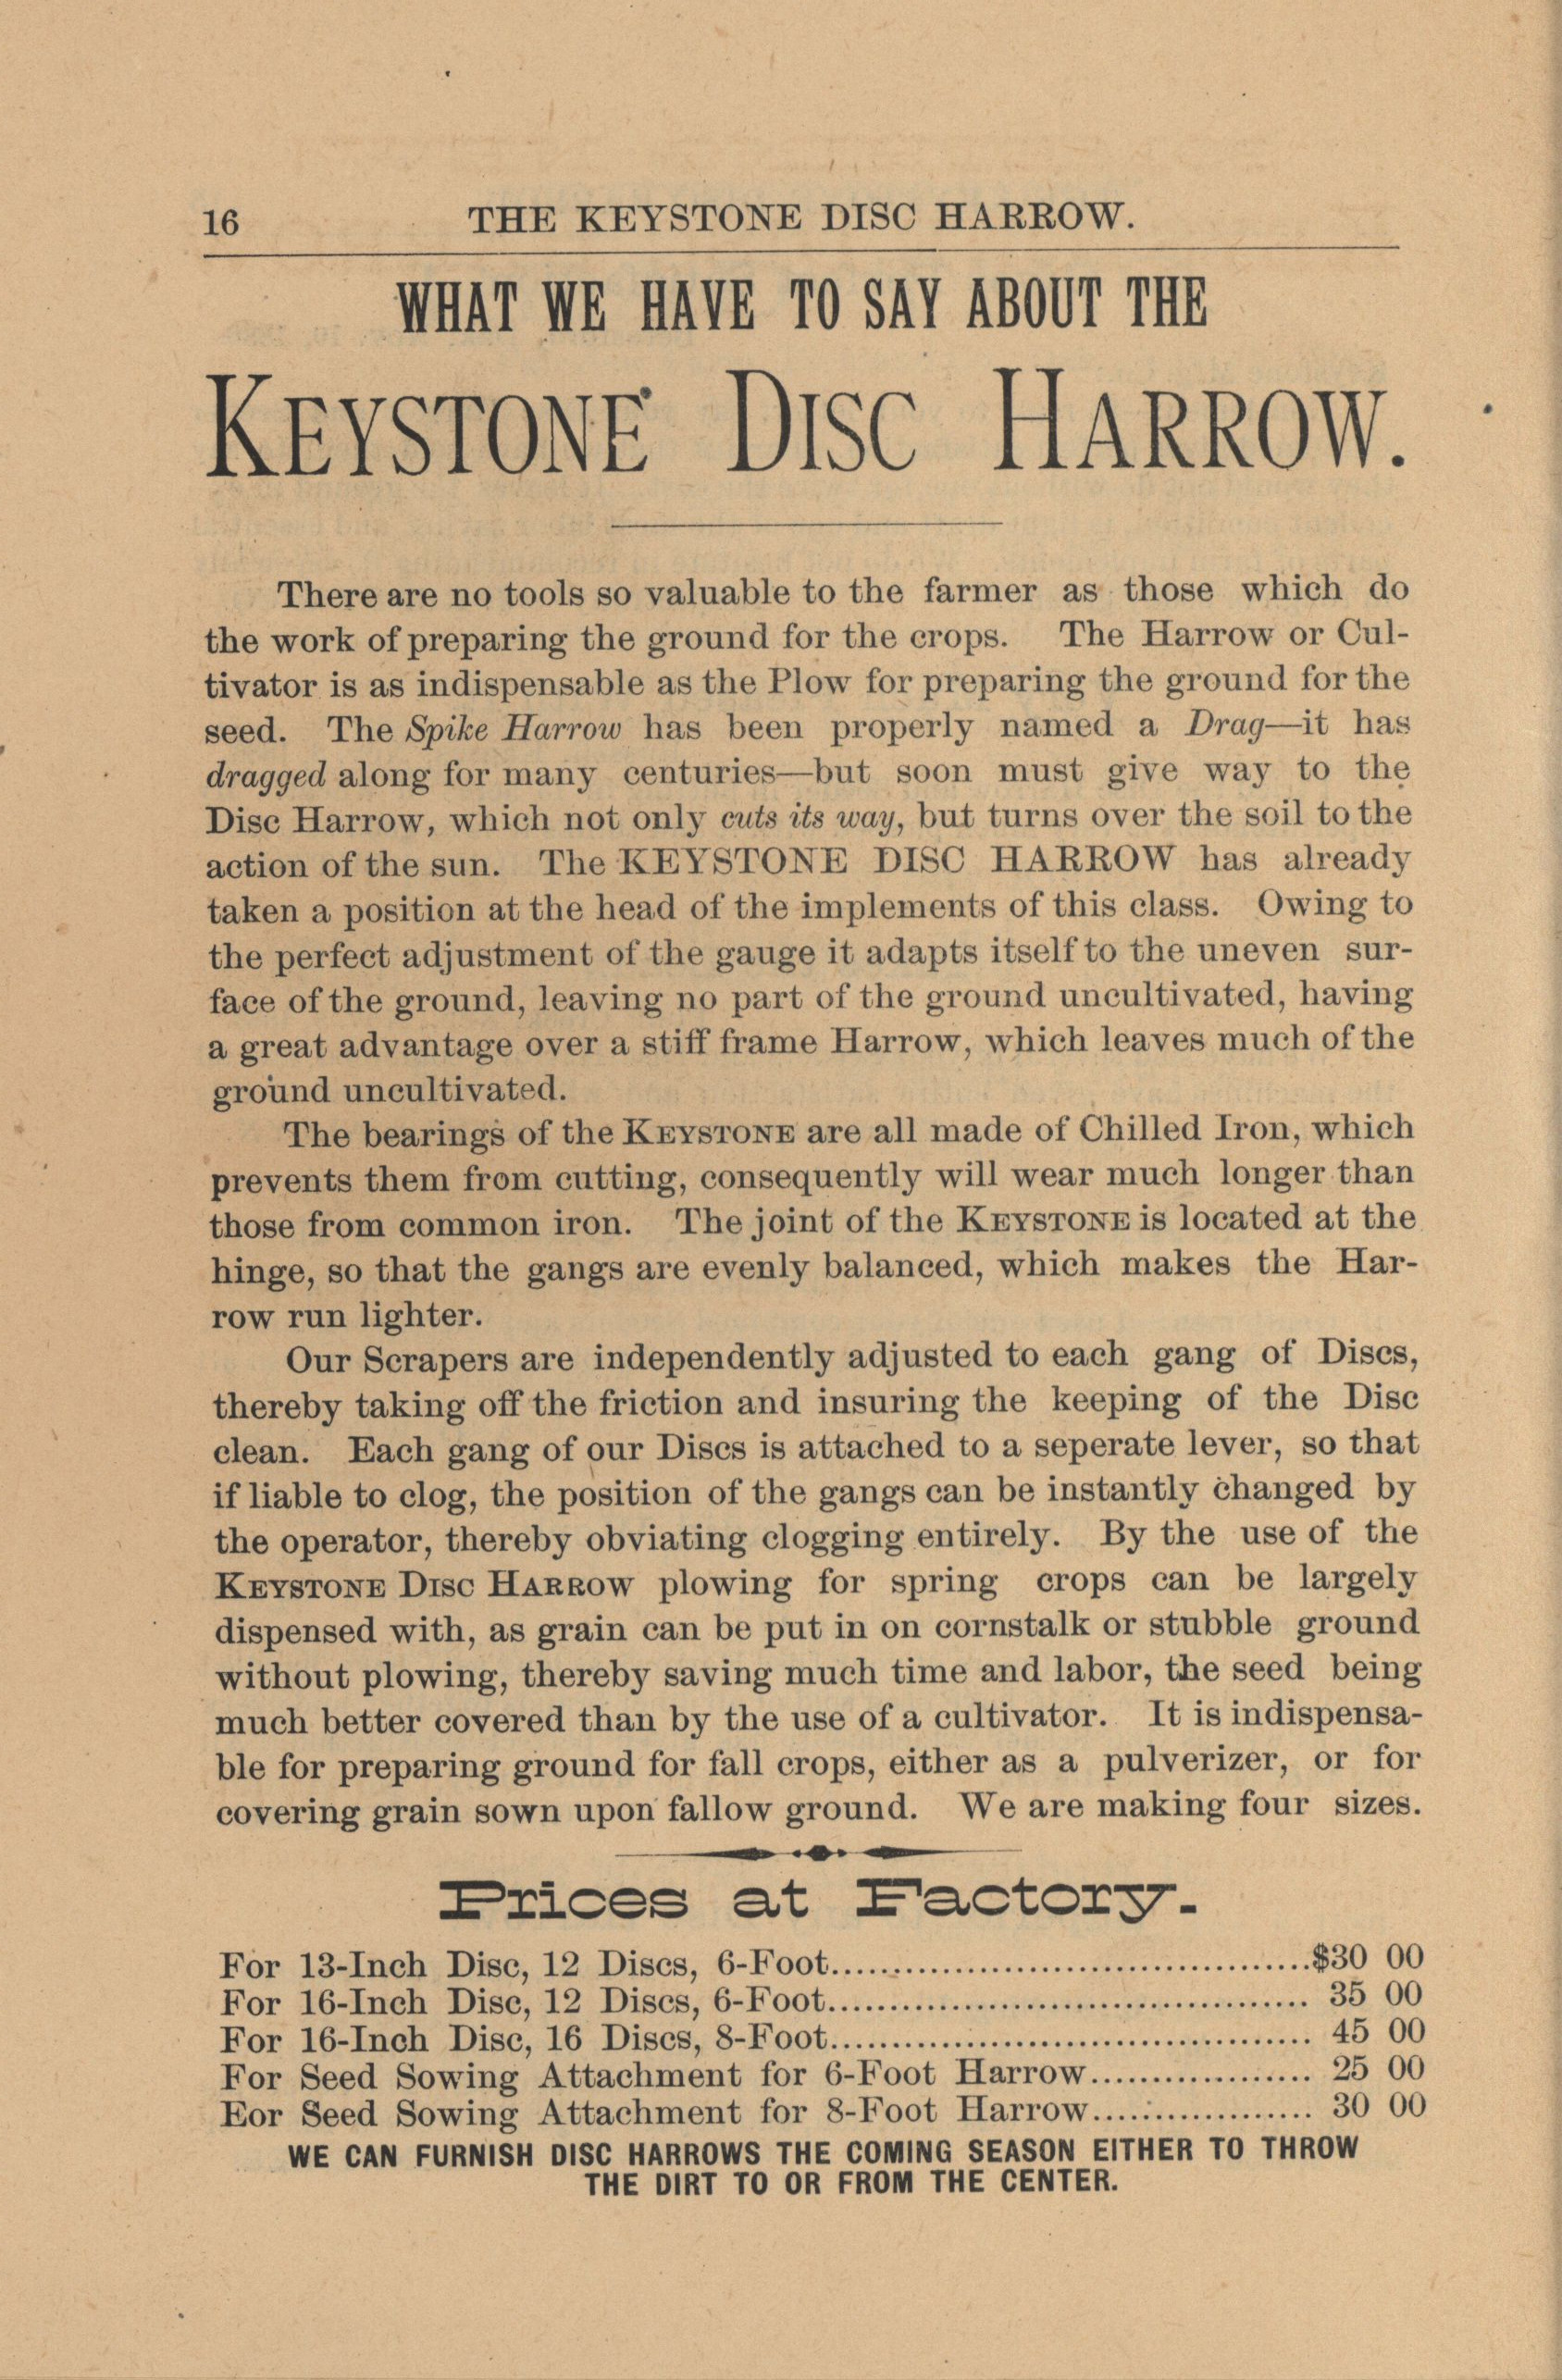 16 THE KEYSTONE DISC HARROW.
WHAT WE HAVE TO SAY ABOUT THE
KEYSTONE DISC HARROW.
There are no tools so valuable to the farmer as those which do
the work of preparing the ground for the crops. The Harrow or Cul-
tivator is as indispensable as the Plow for preparing the ground for the
seed. The Spike Harrow has been properly named a Drag—it has
dragged along for many centuries—but soon must give way to the
Disc Harrow, which not only cuts its way, but turns over the soil to the
action of the sun. The KEYSTONE DISC HARROW has already
taken a position at the head of the implements of this class. Owing to
the perfect adjustment of the gauge it adapts itself to the uneven sur-
face of the ground, leaving no part of the ground uncultivated, having
a great advantage over a stiff frame Harrow, which leaves much of the
ground uncultivated.
The bearings of the KEYSTONE are all made of Chilled Iron, which
prevents them from cutting, consequently will wear much longer than
those from common iron. The joint of the KEYSTONE is located at the
hinge, so that the gangs are evenly balanced, which makes the Har-
row run lighter.
Our Scrapers are independently adjusted to each gang of Discs,
thereby taking off the friction and insuring the keeping of the Disc
clean. Each gang of our Discs is attached to a seperate lever, so that
if liable to clog, the position of the gangs can be instantly changed by
the operator, thereby obviating clogging entirely. By the use of the
KEYSTONE DISC HARROW plowing for spring crops can be largely
dispensed with, as grain can be put in on cornstalk or stubble ground
without plowing, thereby saving much time and labor, the seed being
much better covered than by the use of a cultivator. It is indispensa-
ble for preparing ground for fall crops, either as a pulverizer, or for
covering grain sown upon fallow ground. We are making four sizes.
Prices at Factory.
For 13-Inch Disc, 12 Discs, 6-Foot........................................$30 00
For 16-Inch Disc, 12 Discs, 6-Foot........................................ 35 00
For 16-Inch Disc, 16 Discs, 8-Foot........................................ 45 00
For Seed Sowing Attachment for 6-Foot Harrow.................. 25 00
Eor Seed Sowing Attachment for 8-Foot Harrow.................. 30 00
WE CAN FURNISH DISC HARROWS THE COMING SEASON EITHER TO THROW
THE DIRT TO OR FROM THE CENTER.